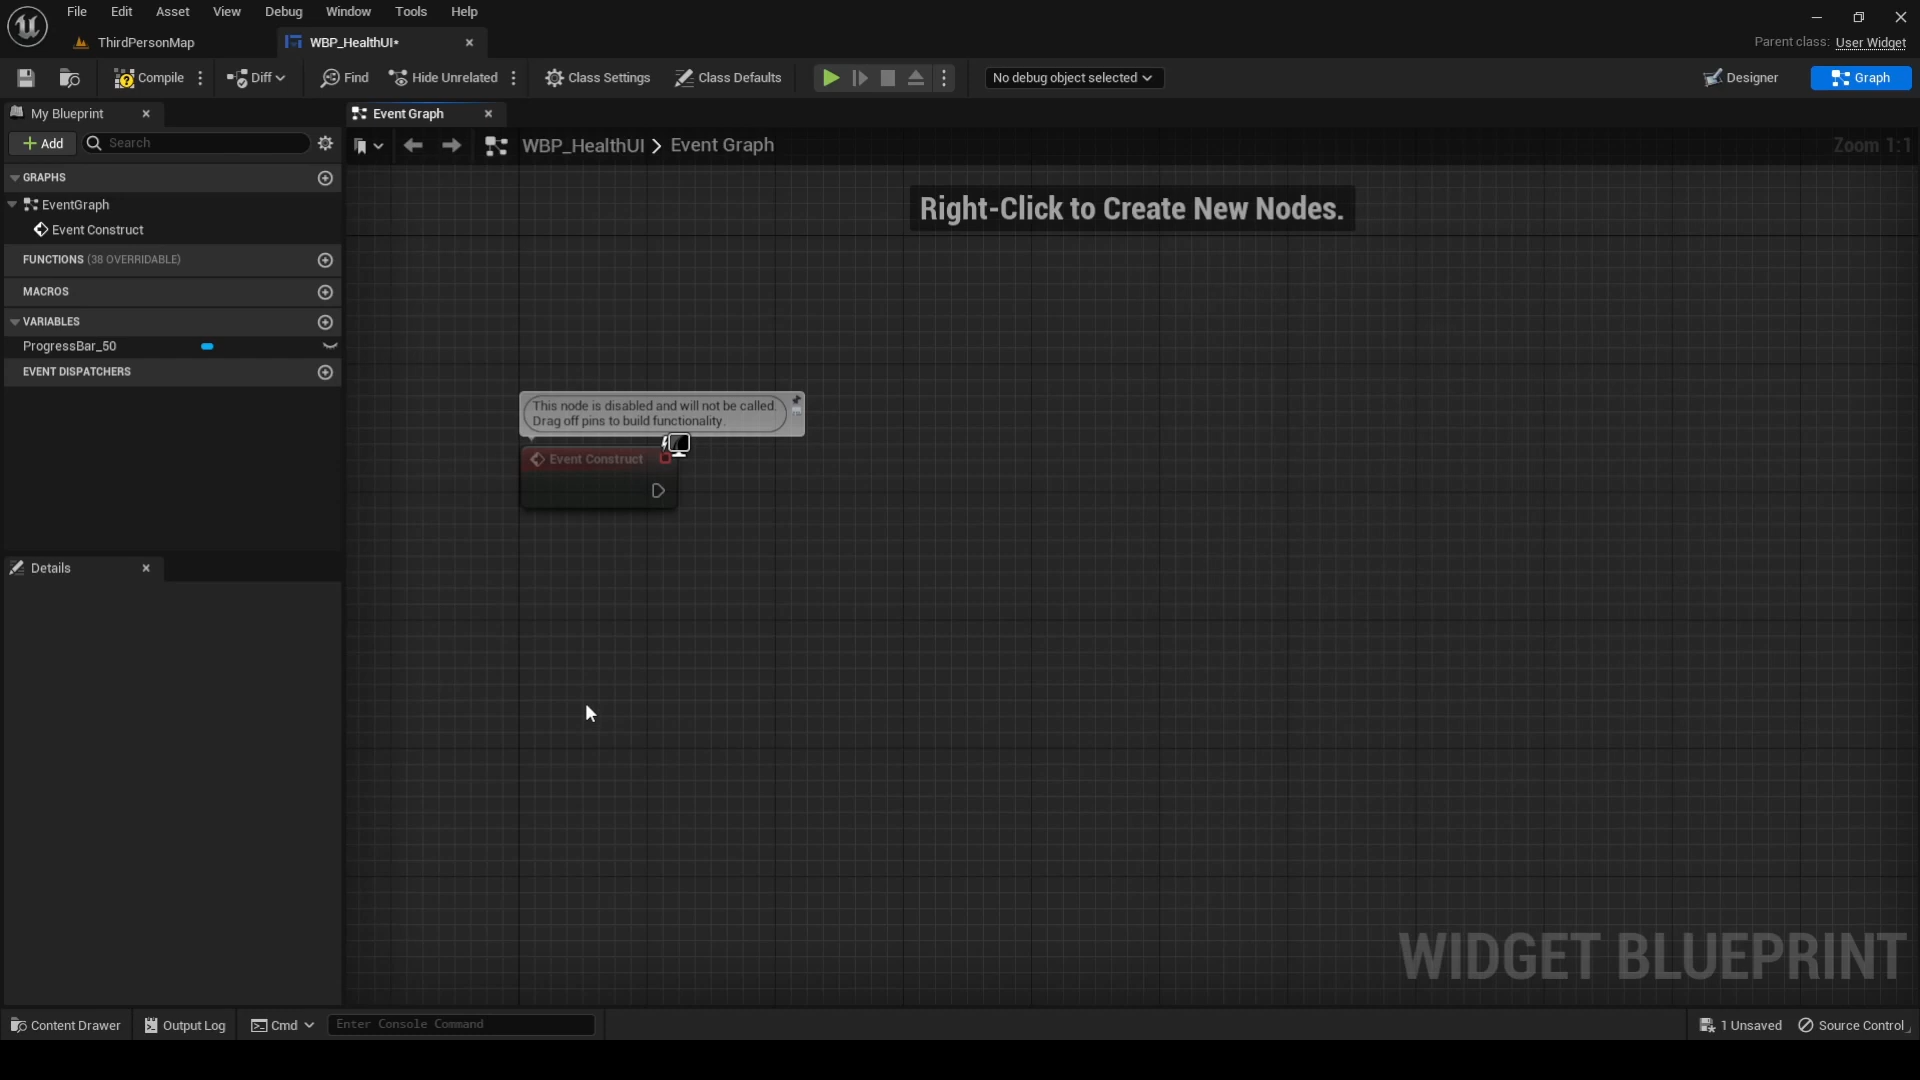 File Edit Asset View Debug Window Tools Help
ThirdPersonMap
WBP_HealthUI*
Parent class: User Widget
Compile
Diff
Find
Hide Unrelated
Class Settings
Class Defaults
No debug object selected
Designer
Graph
My Blueprint
Event Graph
Add
Search
WBP_HealthUI > Event Graph
Zoom 1:1
GRAPHS
EventGraph
Event Construct
FUNCTIONS (38 OVERRIDABLE)
MACROS
VARIABLES
ProgressBar_50
EVENT DISPATCHERS
Right-Click to Create New Nodes.
This node is disabled and will not be called.
Drag off pins to build functionality.
Event Construct
Details
WIDGET BLUEPRINT
Content Drawer
Output Log
Cmd
Enter Console Command
1 Unsaved
Source Control